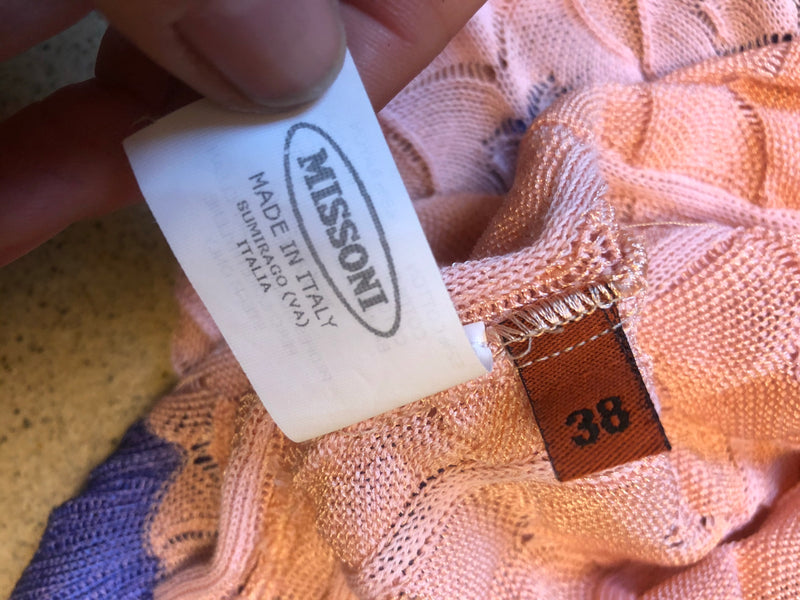 MISSONI
MADE IN ITALY
SUMIRAGO (VA)
ITALIA
38